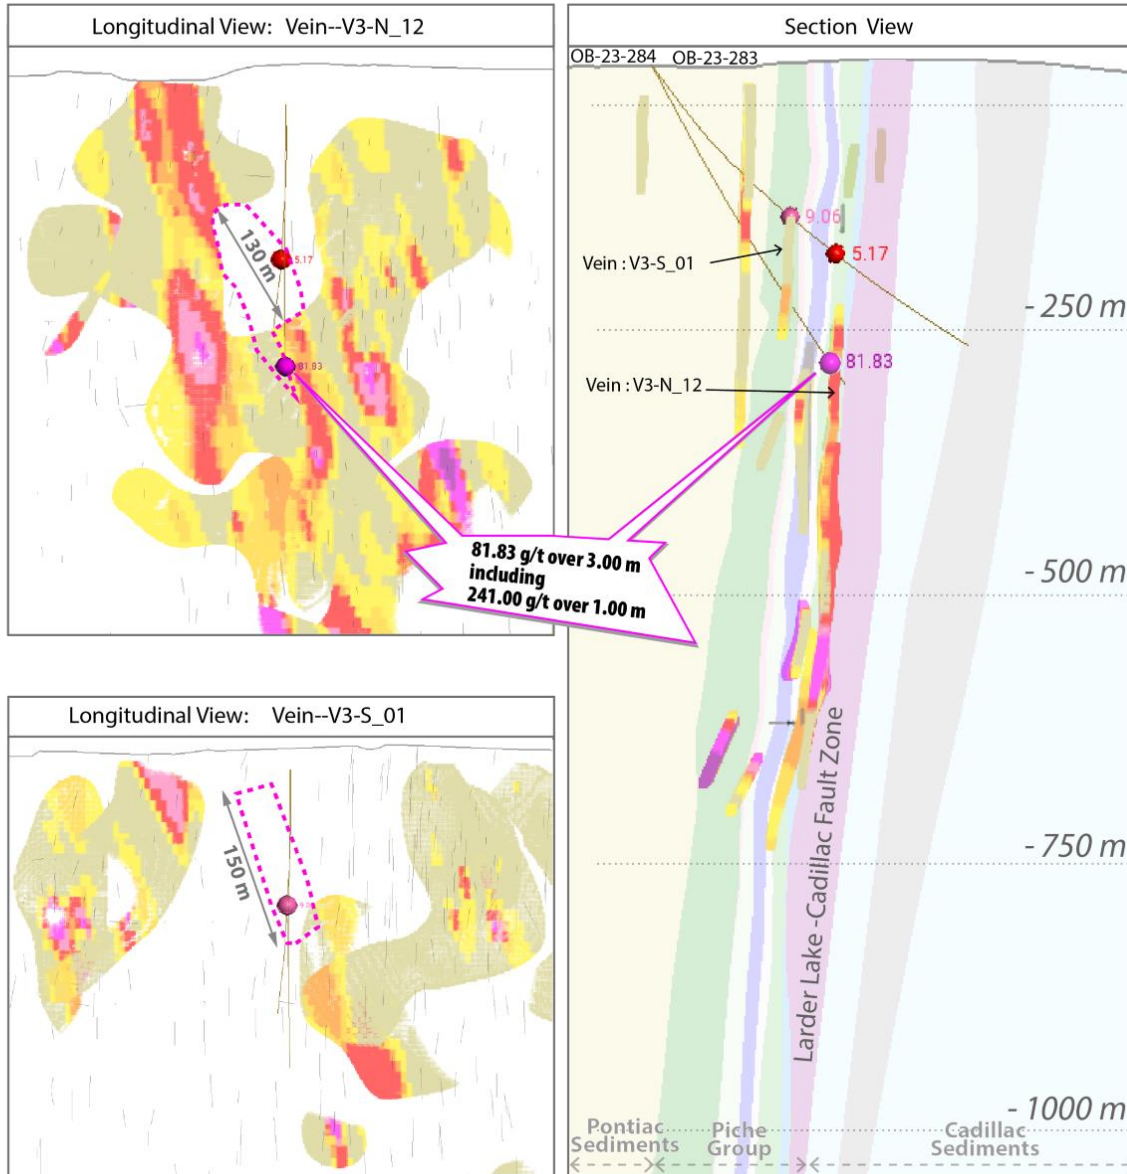 Longitudinal View: Vein--V3-N_12
130 m
5.17
81.83
Section View
OB-23-284 OB-23-283
9.06
Vein : V3-S_01
5.17
- 250 m
81.83
Vein : V3-N_12
81.83 g/t over 3.00 m
including
241.00 g/t over 1.00 m
- 500 m
Larder Lake -Cadillac Fault Zone
- 750 m
- 1000 m
Pontiac
Sediments
Piche
Group
Cadillac
Sediments
Longitudinal View: Vein--V3-S_01
150 m